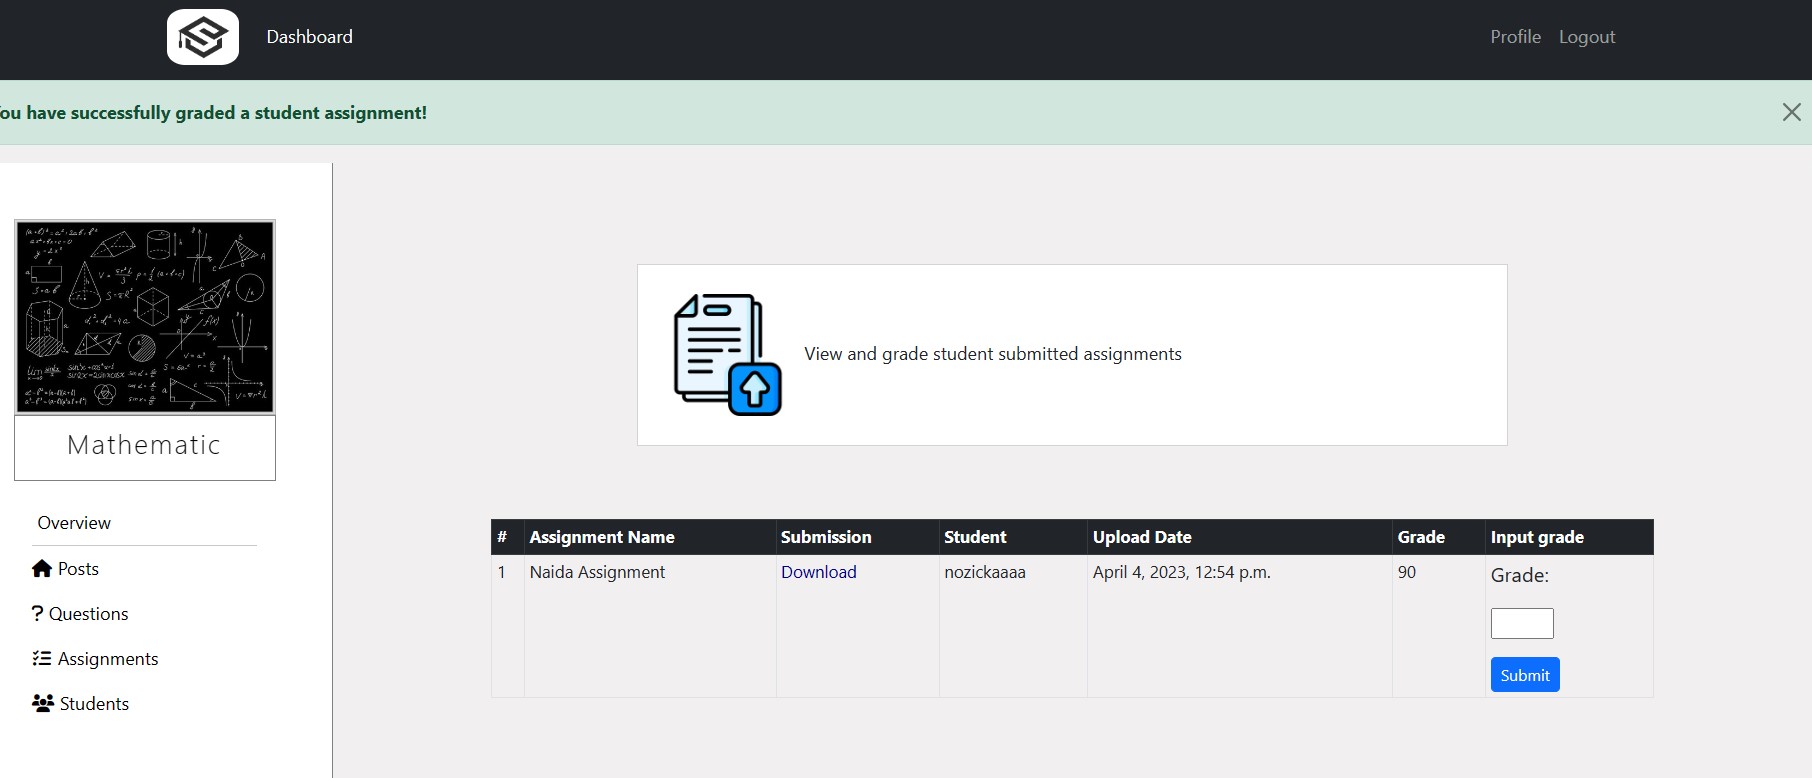 Dashboard
Profile Logout
ou have successfully graded a student assignment!
View and grade student submitted assignments
Mathematic
Overview
Posts
? Questions
Assignments
Students
# Assignment Name Submission Student Upload Date Grade Input grade
1 Naida Assignment Download nozickaaaa April 4, 2023, 12:54 p.m. 90 Grade:
Submit